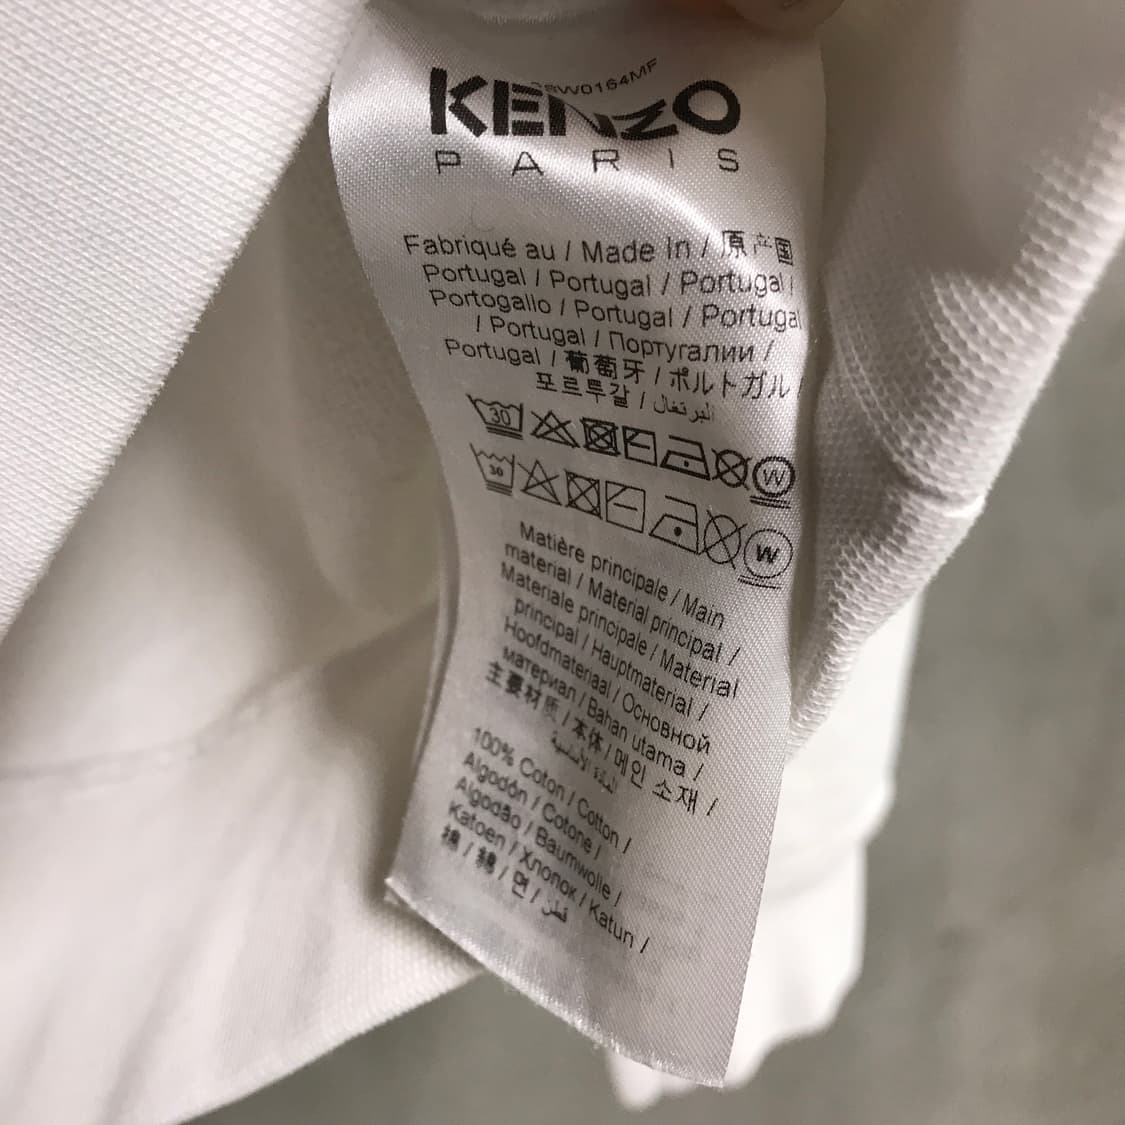 KENZO
PARIS
Fabriqué au / Made In / 原产国
Portugal / Portugal / Portugal /
Portogallo / Portugal / Portugal
/ Portugal / Португалии /
Portugal / 葡萄牙 / ポルトガル /
포르투갈 / البرتغال
30
W
30
W
Matière principale / Main
material / Material principal /
Materiale principale / Material
principal / Hauptmaterial /
Hoofdmateriaal / Основной
материал / Bahan utama /
主要材质 / 本体 / 메인 소재 /
المادة الأساسية
100% Coton / Cotton /
Algodón / Cotone /
Algodão / Baumwolle /
Katoen / Хлопок / Katun /
棉 / 綿 / 면 / قطن